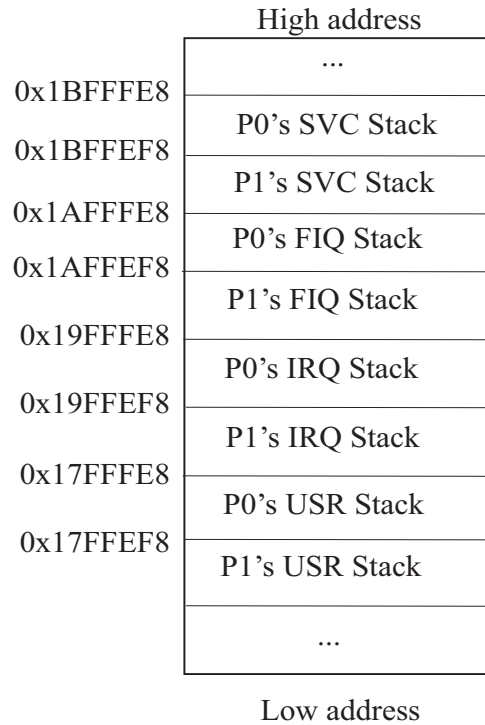 High address
...
0x1BFFFE8
P0's SVC Stack
0x1BFFEF8
P1's SVC Stack
0x1AFFFE8
P0's FIQ Stack
0x1AFFEF8
P1's FIQ Stack
0x19FFFE8
P0's IRQ Stack
0x19FFEF8
P1's IRQ Stack
0x17FFFE8
P0's USR Stack
0x17FFEF8
P1's USR Stack
...
Low address